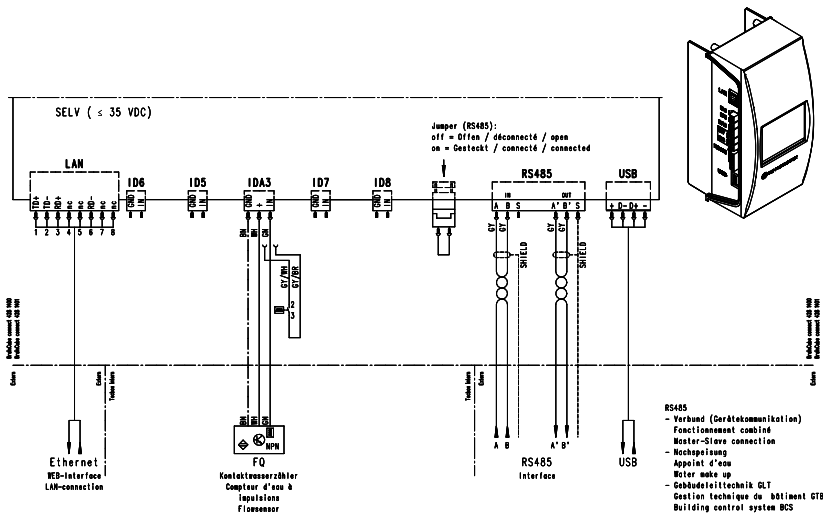 SELV ( ≤ 35 VDC)
Jumper (RS485):
off = Offen / déconnecté / open
on = Gesteckt / connecté / connected
LAN
ID6
ID5
IDA3
ID7
ID8
RS485
USB
TD+ TD- RD+ nc nc RD- nc nc
GND IN
GND IN
GND + IN
GND IN
GND IN
IN OUT
A B S A' B' S
+ D- D+ -
1 2 3 4 5 6 7 8
BN WH GN
GY GY GY GY
GY/WH
GY/BR
SHIELD
SHIELD
2
3
Extern
Extern
Extern
Extern
BN WH GN
NPN
A B A' B'
Ethernet
WEB-Interface
LAN-connection
FQ
Kontaktwasserzähler
Compteur d'eau à
impulsions
Flowsensor
RS485
Interface
USB
RS485
- Verbund (Gerätekommunikation)
Fonctionnement combiné
Master-Slave connection
- Nachspeisung
Appoint d'eau
Water make up
- Gebäudeleittechnik GLT
Gestion technique du bâtiment GTB
Building control system BCS